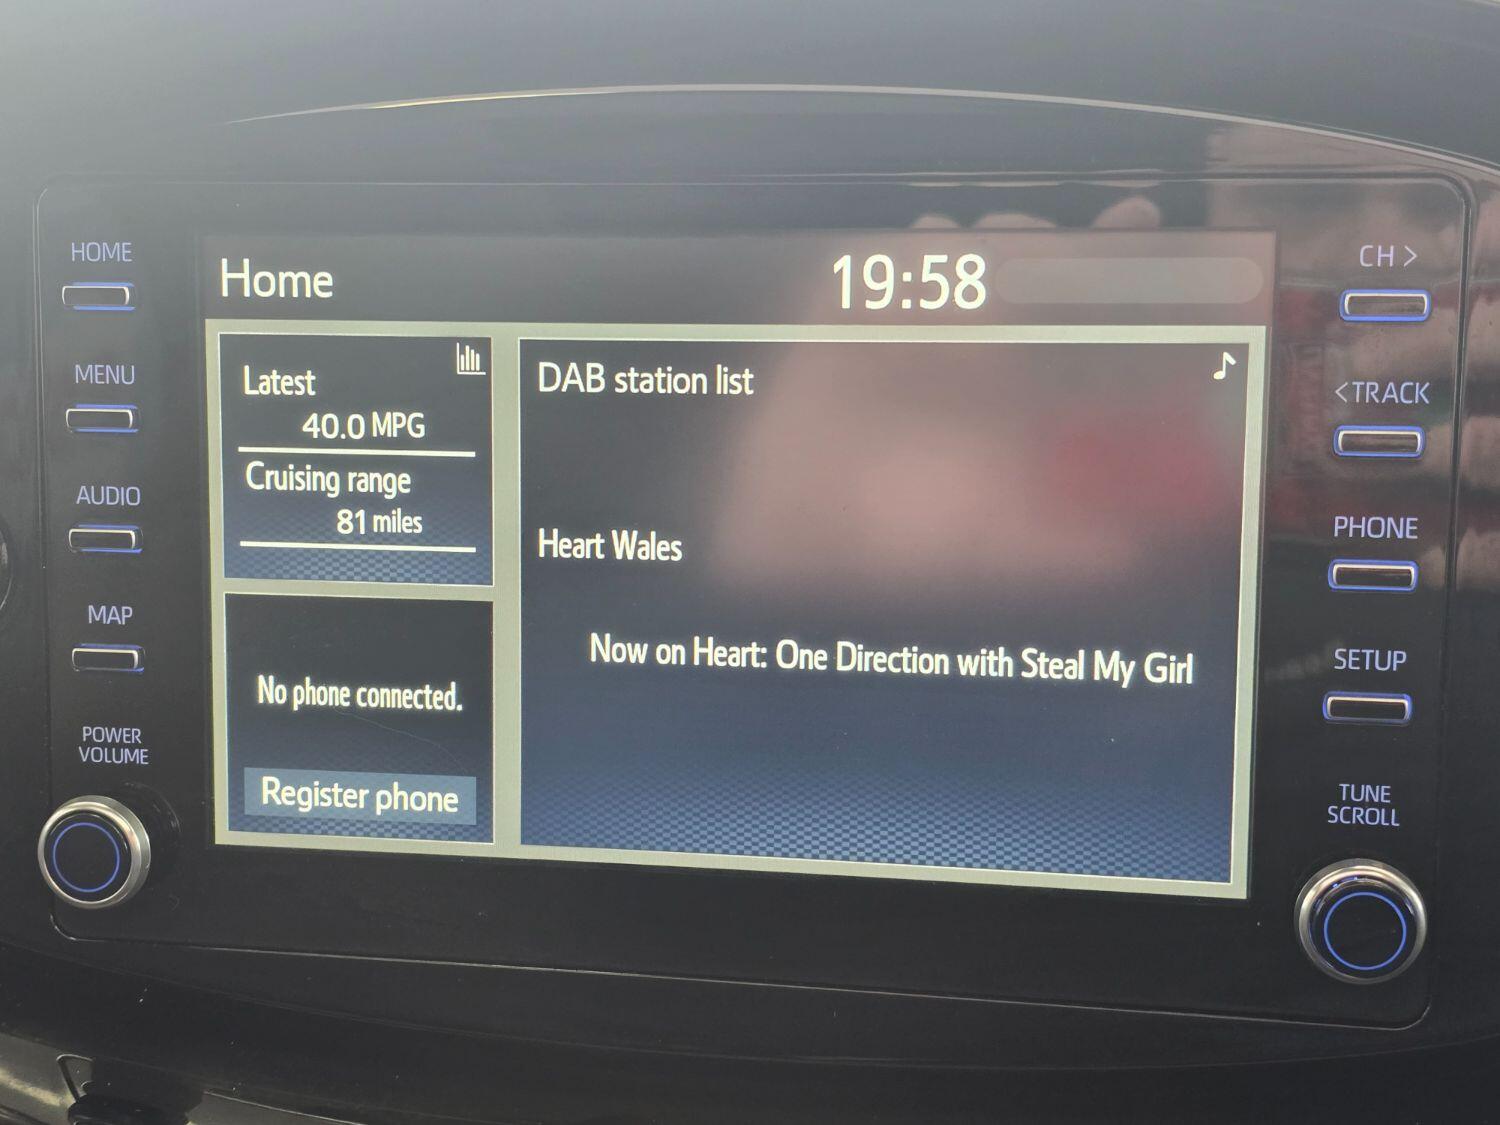 HOME
MENU
AUDIO
MAP
POWER
VOLUME
Home
19:58
Latest
40.0 MPG
Cruising range
81 miles
No phone connected.
Register phone
DAB station list
Heart Wales
Now on Heart: One Direction with Steal My Girl
CH >
<TRACK
PHONE
SETUP
TUNE
SCROLL